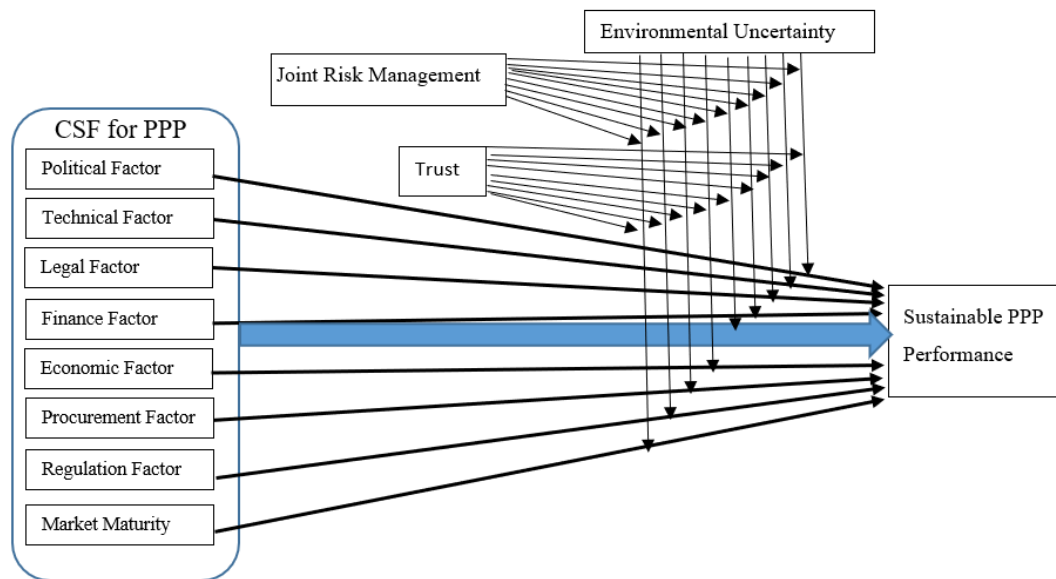 Environmental Uncertainty
Joint Risk Management
CSF for PPP
Political Factor
Trust
Technical Factor
Legal Factor
Finance Factor
Sustainable PPP
Performance
Economic Factor
Procurement Factor
Regulation Factor
Market Maturity